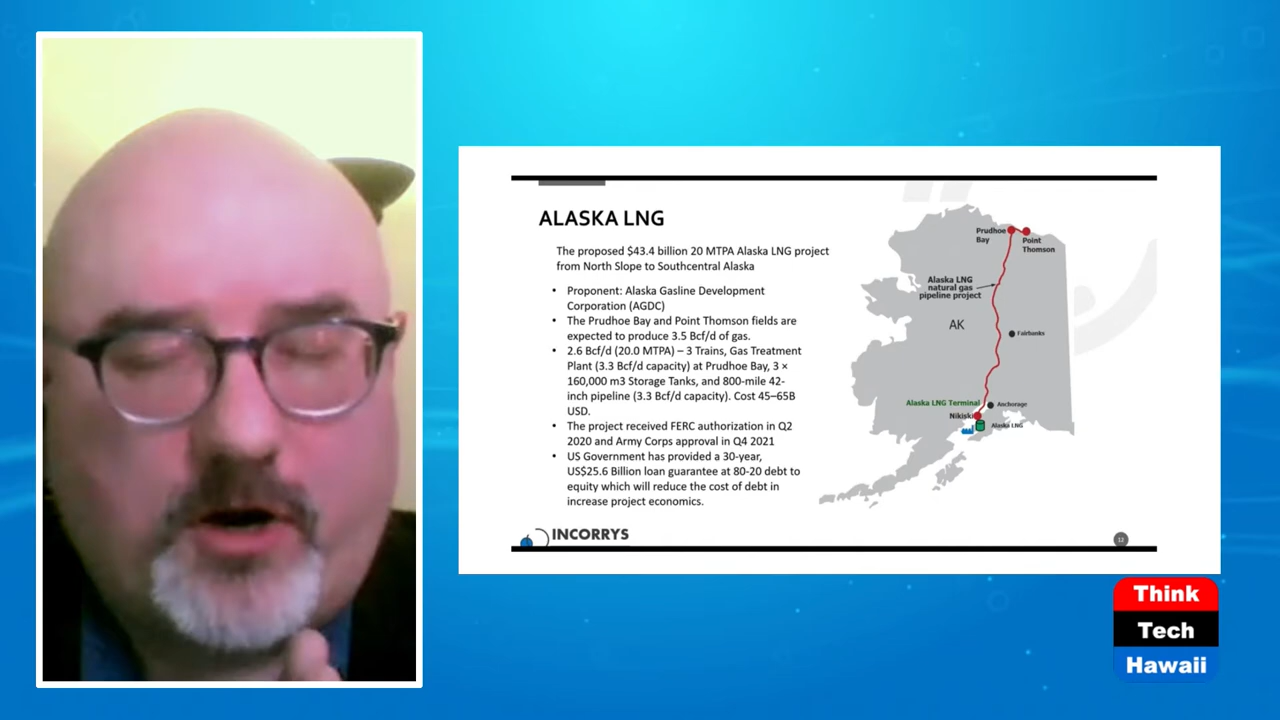 ALASKA LNG
The proposed $43.4 billion 20 MTPA Alaska LNG project
from North Slope to Southcentral Alaska
• Proponent: Alaska Gasline Development
Corporation (AGDC)
• The Prudhoe Bay and Point Thomson fields are
expected to produce 3.5 Bcf/d of gas.
• 2.6 Bcf/d (20.0 MTPA) – 3 Trains, Gas Treatment
Plant (3.3 Bcf/d capacity) at Prudhoe Bay, 3 ×
160,000 m3 Storage Tanks, and 800-mile 42-
inch pipeline (3.3 Bcf/d capacity). Cost 45–65B
USD.
• The project received FERC authorization in Q2
2020 and Army Corps approval in Q4 2021
• US Government has provided a 30-year,
US$25.6 Billion loan guarantee at 80-20 debt to
equity which will reduce the cost of debt in
increase project economics.
Prudhoe
Bay
Point
Thomson
Alaska LNG
natural gas
pipeline project
AK
Fairbanks
Alaska LNG Terminal
Anchorage
Nikiski
Alaska LNG
INCORRYS
Think
Tech
Hawaii